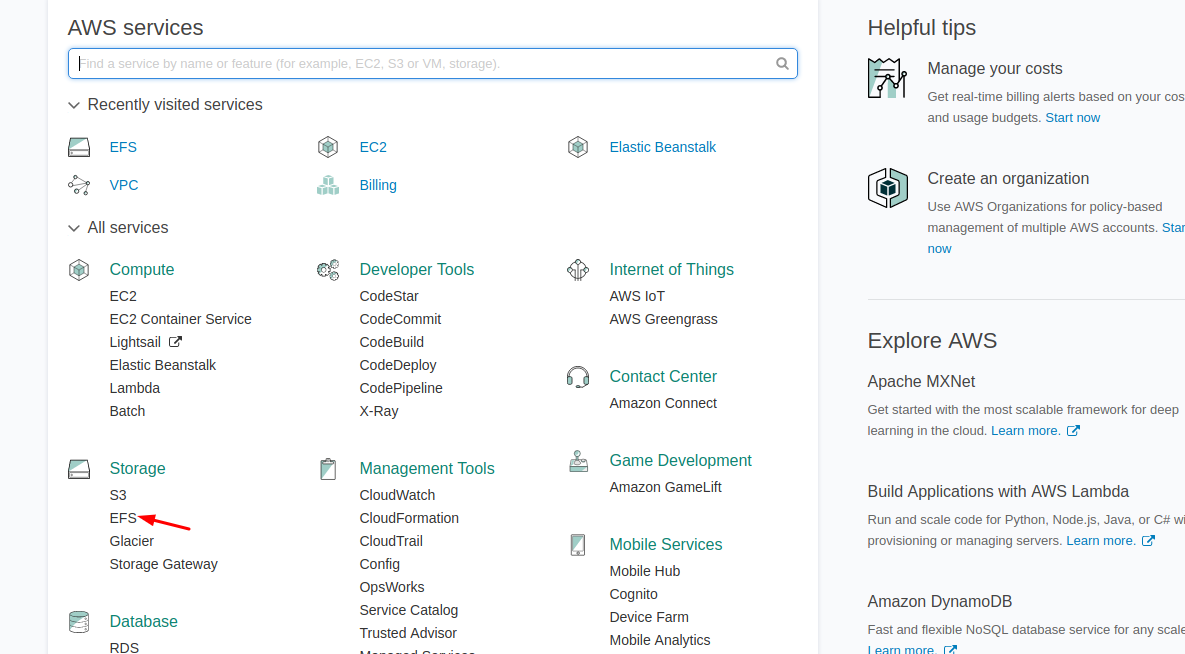 AWS services
Find a service by name or feature (for example, EC2, S3 or VM, storage).
Recently visited services
EFS
EC2
Elastic Beanstalk
VPC
Billing
All services
Compute
EC2
EC2 Container Service
Lightsail
Elastic Beanstalk
Lambda
Batch
Storage
S3
EFS
Glacier
Storage Gateway
Database
RDS
Developer Tools
CodeStar
CodeCommit
CodeBuild
CodeDeploy
CodePipeline
X-Ray
Management Tools
CloudWatch
CloudFormation
CloudTrail
Config
OpsWorks
Service Catalog
Trusted Advisor
Managed Services
Internet of Things
AWS IoT
AWS Greengrass
Contact Center
Amazon Connect
Game Development
Amazon GameLift
Mobile Services
Mobile Hub
Cognito
Device Farm
Mobile Analytics
Helpful tips
Manage your costs
Get real-time billing alerts based on your cos
and usage budgets. Start now
Create an organization
Use AWS Organizations for policy-based
management of multiple AWS accounts. Star
now
Explore AWS
Apache MXNet
Get started with the most scalable framework for deep
learning in the cloud. Learn more.
Build Applications with AWS Lambda
Run and scale code for Python, Node.js, Java, or C# wi
provisioning or managing servers. Learn more.
Amazon DynamoDB
Fast and flexible NoSQL database service for any scale
Learn more.